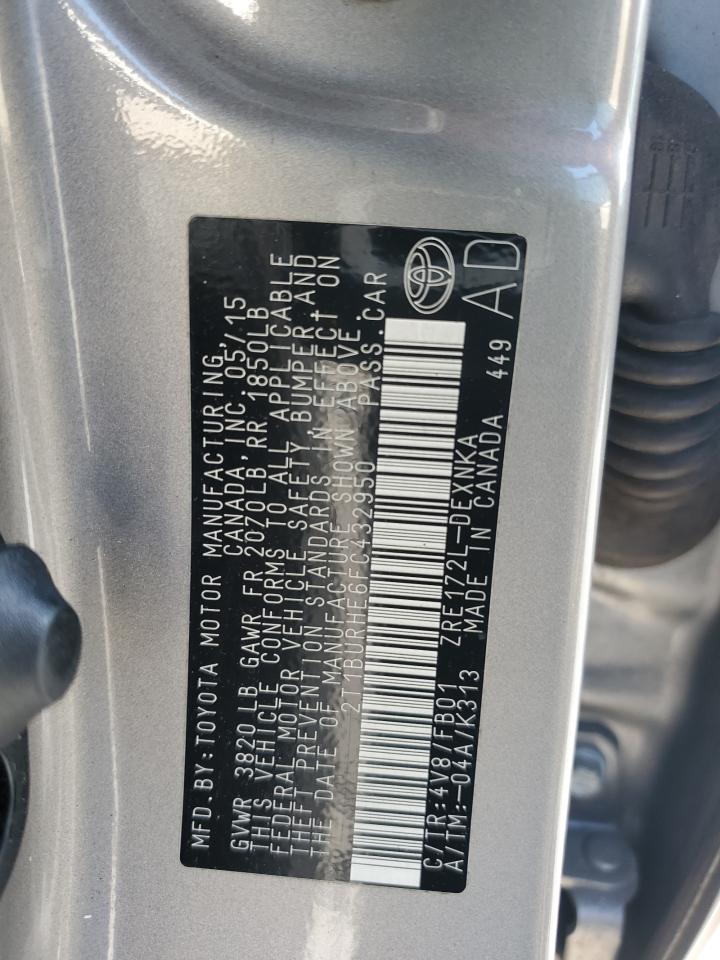 MFD. BY: TOYOTA MOTOR MANUFACTURING,
CANADA, INC. 05/15
GVWR 3820 LB GAWR FR 2070LB, RR 1850LB
THIS VEHICLE CONFORMS TO ALL APPLICABLE
FEDERAL MOTOR VEHICLE SAFETY, BUMPER, AND
THEFT PREVENTION STANDARDS IN EFFECT ON
THE DATE OF MANUFACTURE SHOWN ABOVE.
2T1BURHE6FC432950 PASS. CAR
C/TR:4V8/FB01 ZRE172L-DEXNKA
A/TM:-04A/K313 MADE IN CANADA 449
AD